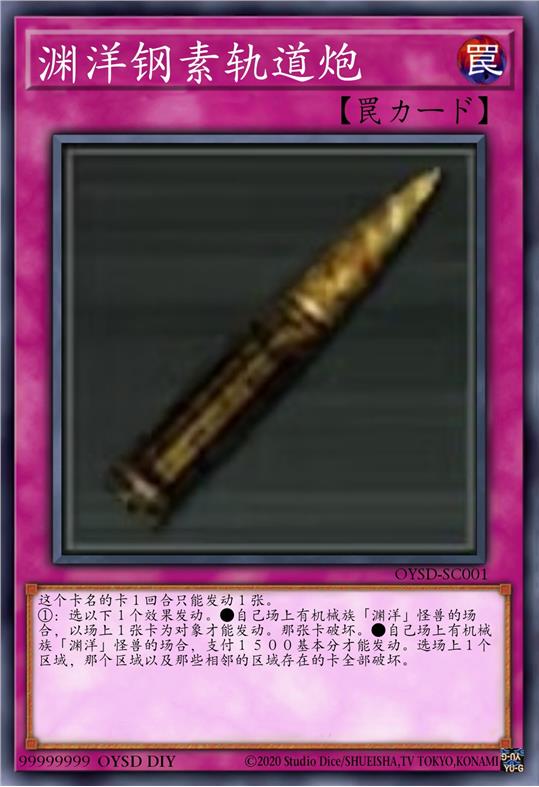 渊洋钢素轨道炮
罠
【罠カード】
OYSD-SC001
这个卡名的卡1回合只能发动1张。
①:选以下1个效果发动。●自己场上有机械族「渊洋」怪兽的场
合,以场上1张卡为对象才能发动。那张卡破坏。●自己场上有机械
族「渊洋」怪兽的场合,支付1500基本分才能发动。选场上1个
区域,那个区域以及那些相邻的区域存在的卡全部破坏。
99999999 OYSD DIY
©2020 Studio Dice/SHUEISHA,TV TOKYO,KONAMI